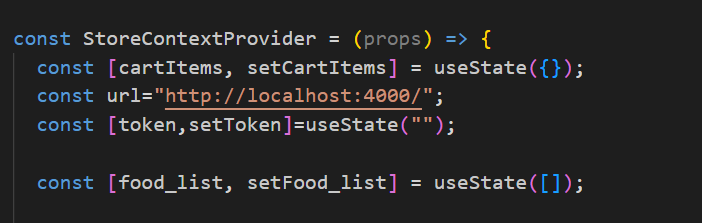 const StoreContextProvider = (props) => {
const [cartItems, setCartItems] = useState({});
const url="http://localhost:4000/";
const [token,setToken]=useState("");
const [food_list, setFood_list] = useState([]);